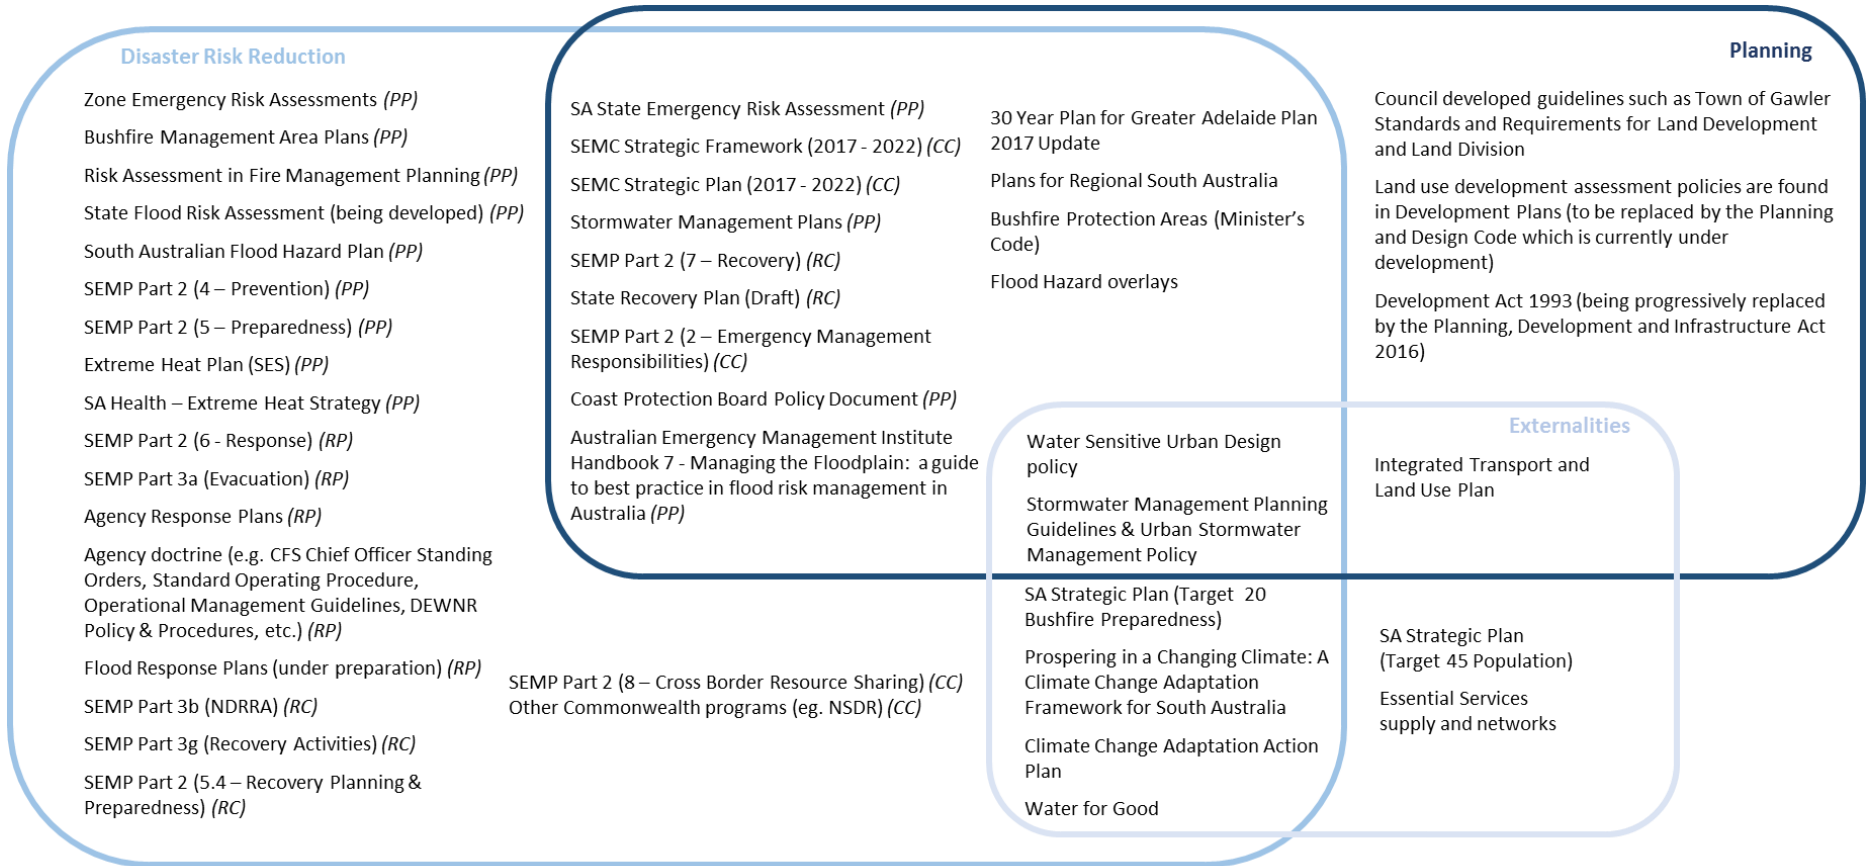 Disaster Risk Reduction
Zone Emergency Risk Assessments (PP)
Bushfire Management Area Plans (PP)
Risk Assessment in Fire Management Planning (PP)
State Flood Risk Assessment (being developed) (PP)
South Australian Flood Hazard Plan (PP)
SEMP Part 2 (4 – Prevention) (PP)
SEMP Part 2 (5 – Preparedness) (PP)
Extreme Heat Plan (SES) (PP)
SA Health – Extreme Heat Strategy (PP)
SEMP Part 2 (6 - Response) (RP)
SEMP Part 3a (Evacuation) (RP)
Agency Response Plans (RP)
Agency doctrine (e.g. CFS Chief Officer Standing
Orders, Standard Operating Procedure,
Operational Management Guidelines, DEWNR
Policy & Procedures, etc.) (RP)
Flood Response Plans (under preparation) (RP)
SEMP Part 3b (NDRRA) (RC)
SEMP Part 3g (Recovery Activities) (RC)
SEMP Part 2 (5.4 – Recovery Planning &
Preparedness) (RC)
SA State Emergency Risk Assessment (PP)
SEMC Strategic Framework (2017 - 2022) (CC)
SEMC Strategic Plan (2017 - 2022) (CC)
Stormwater Management Plans (PP)
SEMP Part 2 (7 – Recovery) (RC)
State Recovery Plan (Draft) (RC)
SEMP Part 2 (2 – Emergency Management
Responsibilities) (CC)
Coast Protection Board Policy Document (PP)
Australian Emergency Management Institute
Handbook 7 - Managing the Floodplain: a guide
to best practice in flood risk management in
Australia (PP)
SEMP Part 2 (8 – Cross Border Resource Sharing) (CC)
Other Commonwealth programs (eg. NSDR) (CC)
30 Year Plan for Greater Adelaide Plan
2017 Update
Plans for Regional South Australia
Bushfire Protection Areas (Minister's
Code)
Flood Hazard overlays
Water Sensitive Urban Design
policy
Stormwater Management Planning
Guidelines & Urban Stormwater
Management Policy
SA Strategic Plan (Target 20
Bushfire Preparedness)
Prospering in a Changing Climate: A
Climate Change Adaptation
Framework for South Australia
Climate Change Adaptation Action
Plan
Water for Good
Planning
Council developed guidelines such as Town of Gawler
Standards and Requirements for Land Development
and Land Division
Land use development assessment policies are found
in Development Plans (to be replaced by the Planning
and Design Code which is currently under
development)
Development Act 1993 (being progressively replaced
by the Planning, Development and Infrastructure Act
2016)
Externalities
Integrated Transport and
Land Use Plan
SA Strategic Plan
(Target 45 Population)
Essential Services
supply and networks